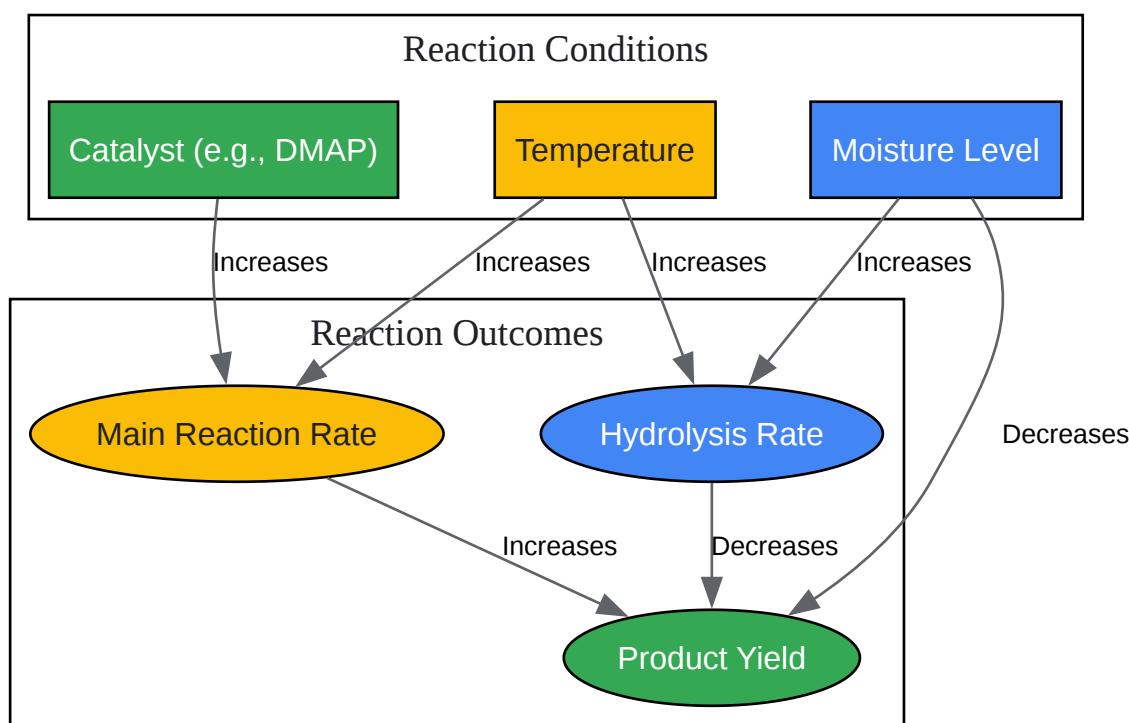 Reaction Conditions
Catalyst (e.g., DMAP)
Temperature
Moisture Level
Increases
Increases
Increases
Increases
Reaction Outcomes
Main Reaction Rate
Hydrolysis Rate
Decreases
Increases
Decreases
Product Yield